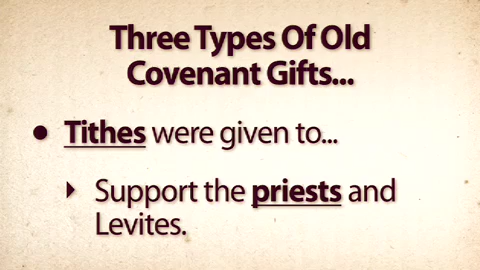 Three Types Of Old
Covenant Gifts...
• Tithes were given to...
Support the priests and
Levites.